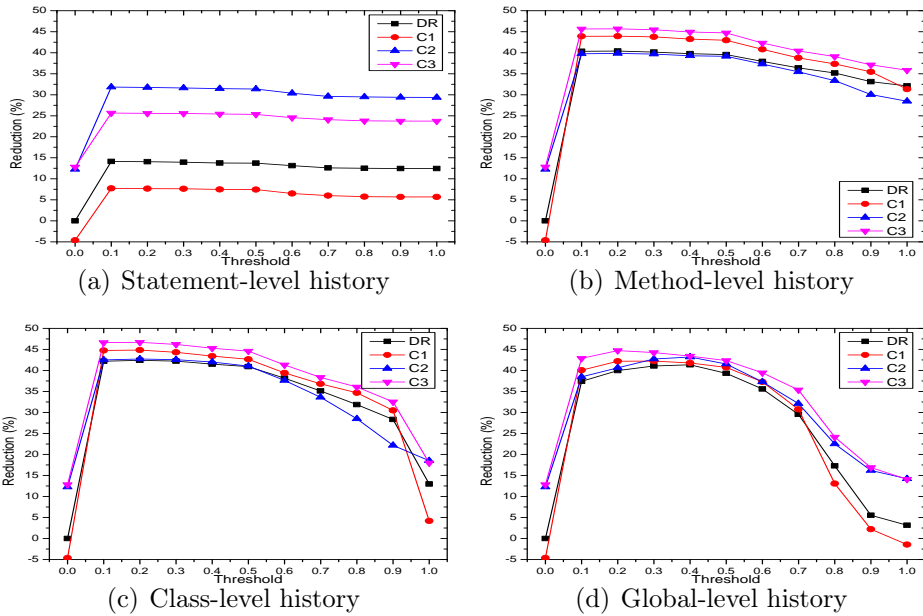 50
45
40
35
30
25
20
15
10
5
0
-5
Reduction (%)
DR
C1
C2
C3
0.0 0.1 0.2 0.3 0.4 0.5 0.6 0.7 0.8 0.9 1.0
Threshold
(a) Statement-level history
50
45
40
35
30
25
20
15
10
5
0
-5
Reduction (%)
DR
C1
C2
C3
0.0 0.1 0.2 0.3 0.4 0.5 0.6 0.7 0.8 0.9 1.0
Threshold
(b) Method-level history
50
45
40
35
30
25
20
15
10
5
0
-5
Reduction (%)
DR
C1
C2
C3
0.0 0.1 0.2 0.3 0.4 0.5 0.6 0.7 0.8 0.9 1.0
Threshold
(c) Class-level history
50
45
40
35
30
25
20
15
10
5
0
-5
Reduction (%)
DR
C1
C2
C3
0.0 0.1 0.2 0.3 0.4 0.5 0.6 0.7 0.8 0.9 1.0
Threshold
(d) Global-level history